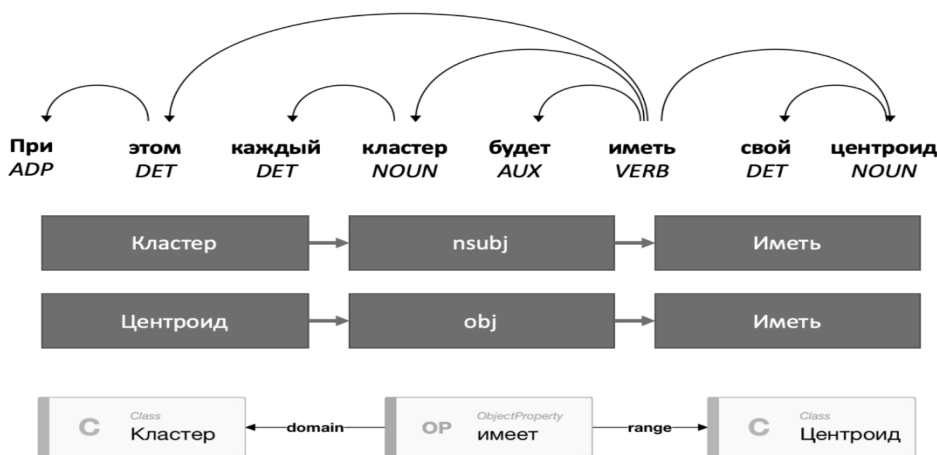 При этом каждый кластер будет иметь свой центроид
ADP DET DET NOUN AUX VERB DET NOUN
Кластер nsubj Иметь
Центроид obj Иметь
C Class Кластер domain OP ObjectProperty имеет range C Class Центроид